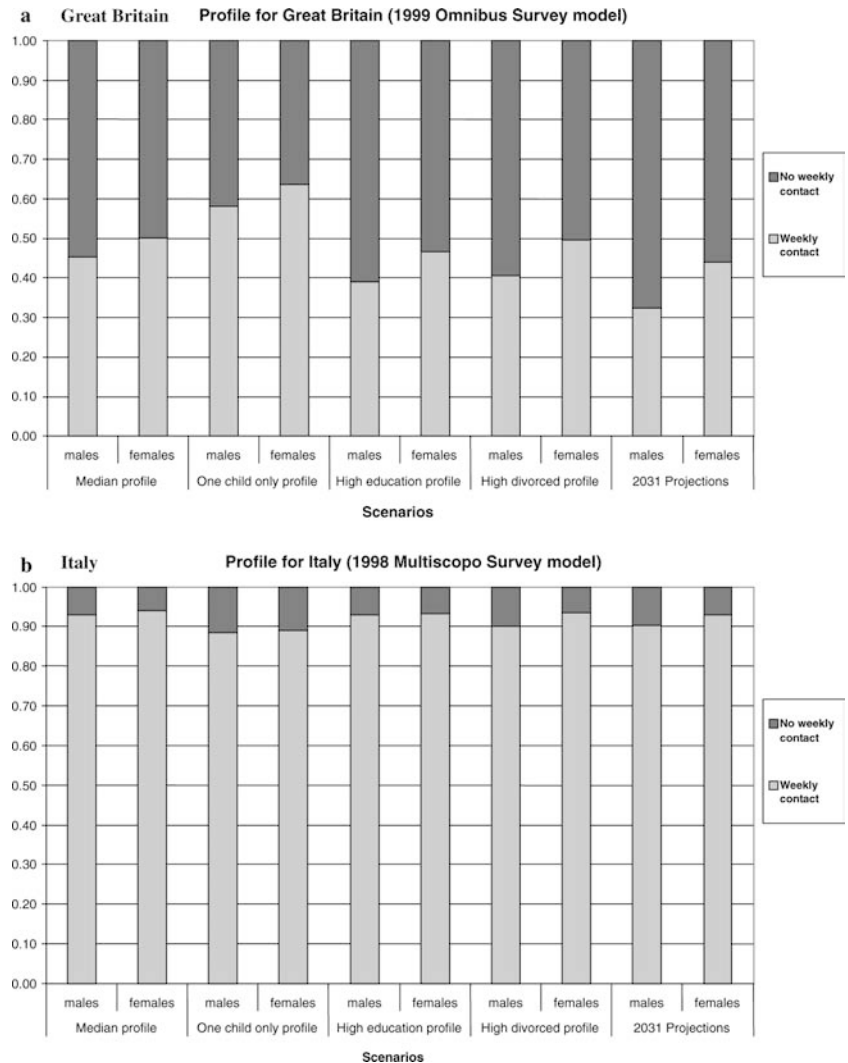 a Great Britain Profile for Great Britain (1999 Omnibus Survey model)
1.00
0.90
0.80
0.70
0.60
0.50
0.40
0.30
0.20
0.10
0.00
No weekly
contact
Weekly
contact
males females males females males females males females males females
Median profile One child only profile High education profile High divorced profile 2031 Projections
Scenarios
b Italy Profile for Italy (1998 Multiscopo Survey model)
1.00
0.90
0.80
0.70
0.60
0.50
0.40
0.30
0.20
0.10
0.00
No weekly
contact
Weekly
contact
males females males females males females males females males females
Median profile One child only profile High education profile High divorced profile 2031 Projections
Scenarios